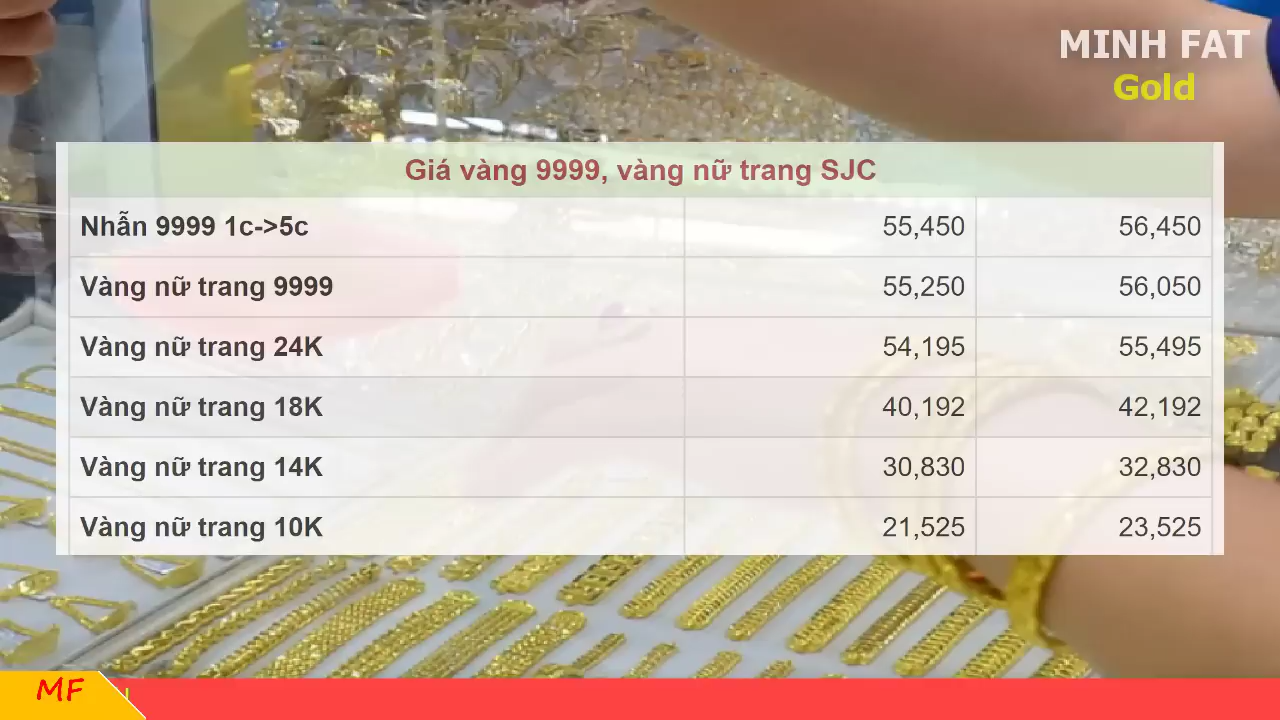 MINH FAT
Gold
Giá vàng 9999, vàng nữ trang SJC
Nhẫn 9999 1c->5c 55,450 56,450
Vàng nữ trang 9999 55,250 56,050
Vàng nữ trang 24K 54,195 55,495
Vàng nữ trang 18K 40,192 42,192
Vàng nữ trang 14K 30,830 32,830
Vàng nữ trang 10K 21,525 23,525
MF